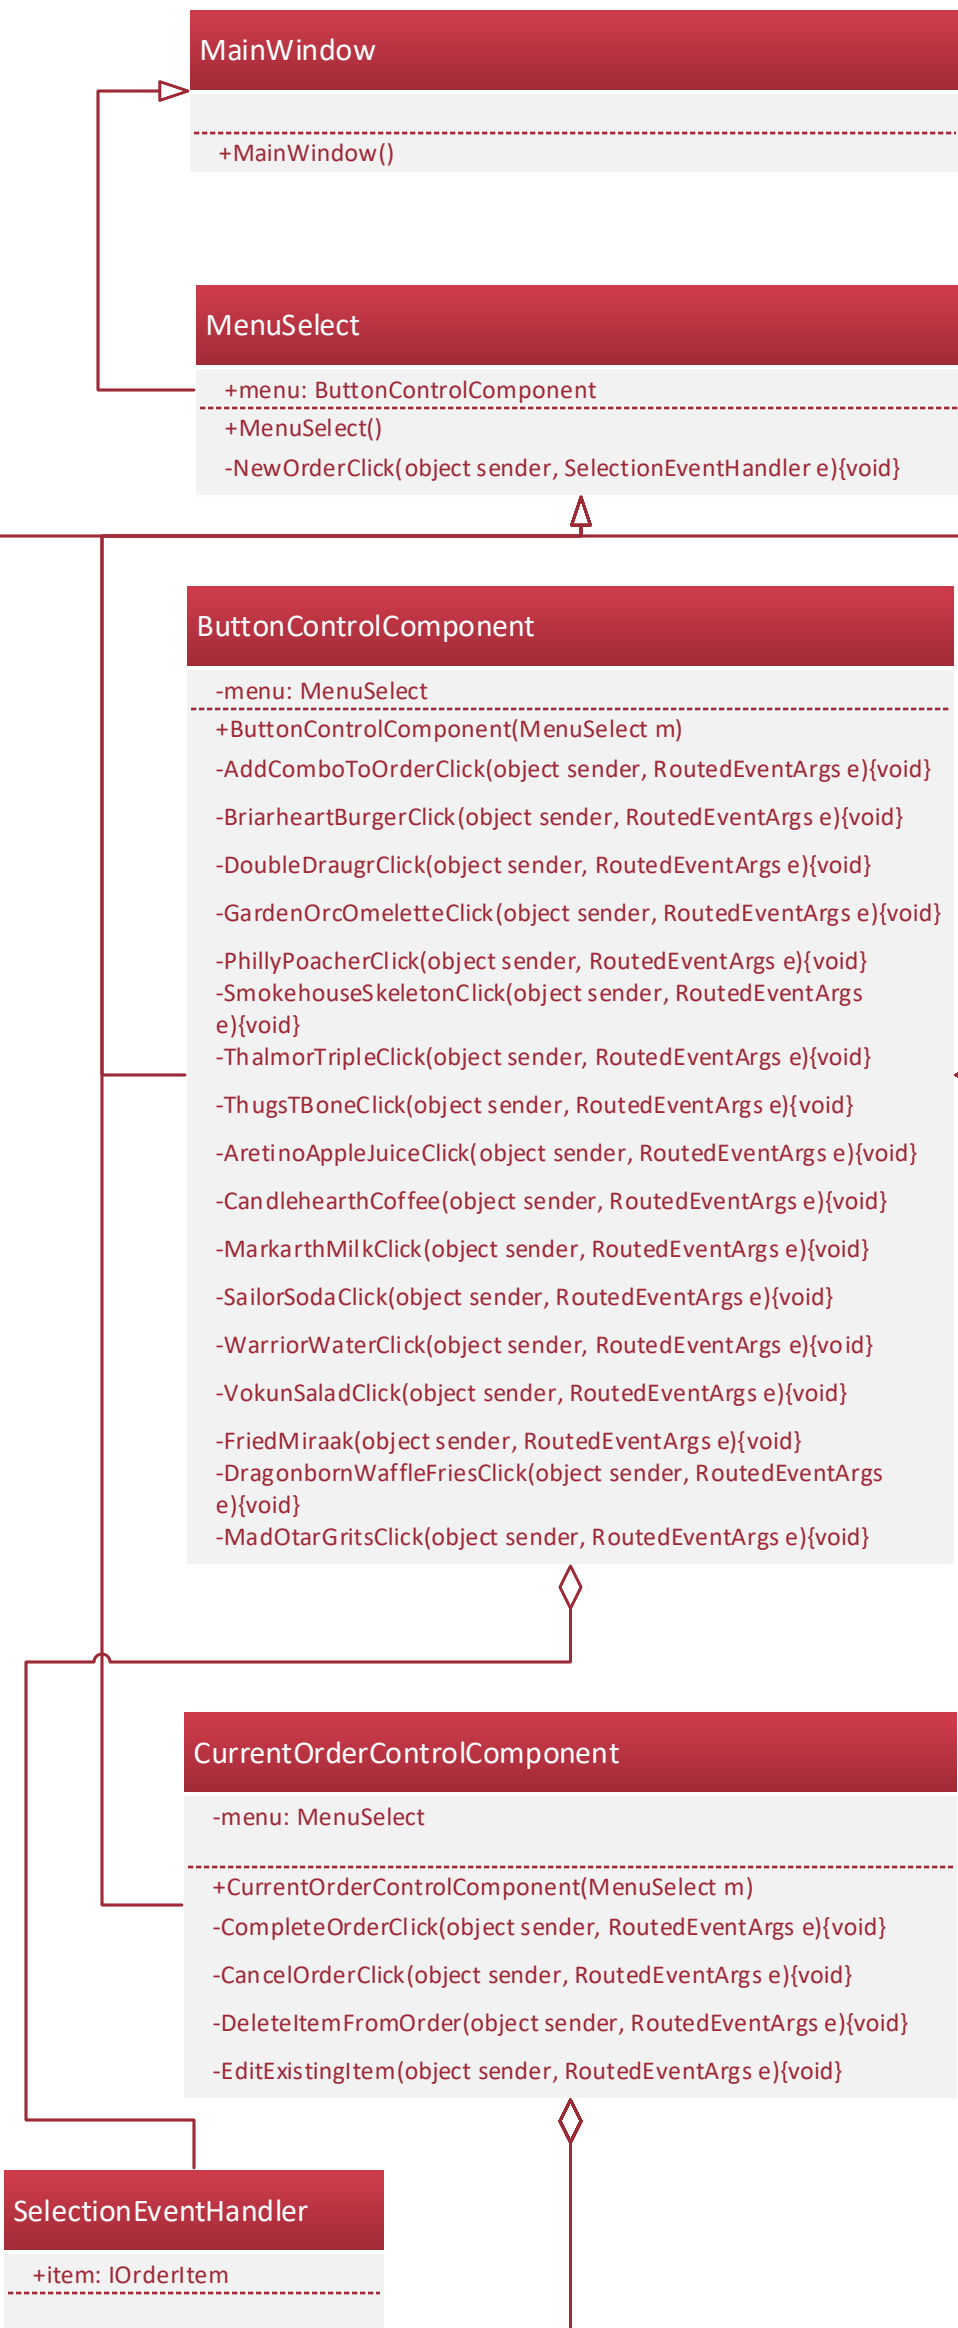 MainWindow
+MainWindow()
MenuSelect
+menu: ButtonControlComponent
+MenuSelect()
-NewOrderClick(object sender, SelectionEventHandler e){void}
ButtonControlComponent
-menu: MenuSelect
+ButtonControlComponent(MenuSelect m)
-AddComboToOrderClick(object sender, RoutedEventArgs e){void}
-BriarheartBurgerClick(object sender, RoutedEventArgs e){void}
-DoubleDraugrClick(object sender, RoutedEventArgs e){void}
-GardenOrcOmeletteClick(object sender, RoutedEventArgs e){void}
-PhillyPoacherClick(object sender, RoutedEventArgs e){void}
-SmokehouseSkeletonClick(object sender, RoutedEventArgs
e){void}
-ThalmorTripleClick(object sender, RoutedEventArgs e){void}
-ThugsTBoneClick(object sender, RoutedEventArgs e){void}
-AretinoAppleJuiceClick(object sender, RoutedEventArgs e){void}
-CandlehearthCoffee(object sender, RoutedEventArgs e){void}
-MarkarthMilkClick(object sender, RoutedEventArgs e){void}
-SailorSodaClick(object sender, RoutedEventArgs e){void}
-WarriorWaterClick(object sender, RoutedEventArgs e){void}
-VokunSaladClick(object sender, RoutedEventArgs e){void}
-FriedMiraak(object sender, RoutedEventArgs e){void}
-DragonbornWaffleFriesClick(object sender, RoutedEventArgs
e){void}
-MadOtarGritsClick(object sender, RoutedEventArgs e){void}
CurrentOrderControlComponent
-menu: MenuSelect
+CurrentOrderControlComponent(MenuSelect m)
-CompleteOrderClick(object sender, RoutedEventArgs e){void}
-CancelOrderClick(object sender, RoutedEventArgs e){void}
-DeleteItemFromOrder(object sender, RoutedEventArgs e){void}
-EditExistingItem(object sender, RoutedEventArgs e){void}
SelectionEventHandler
+item: IOrderItem